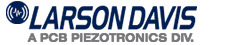 LARSON DAVIS
A PCB PIEZOTRONICS DIV.